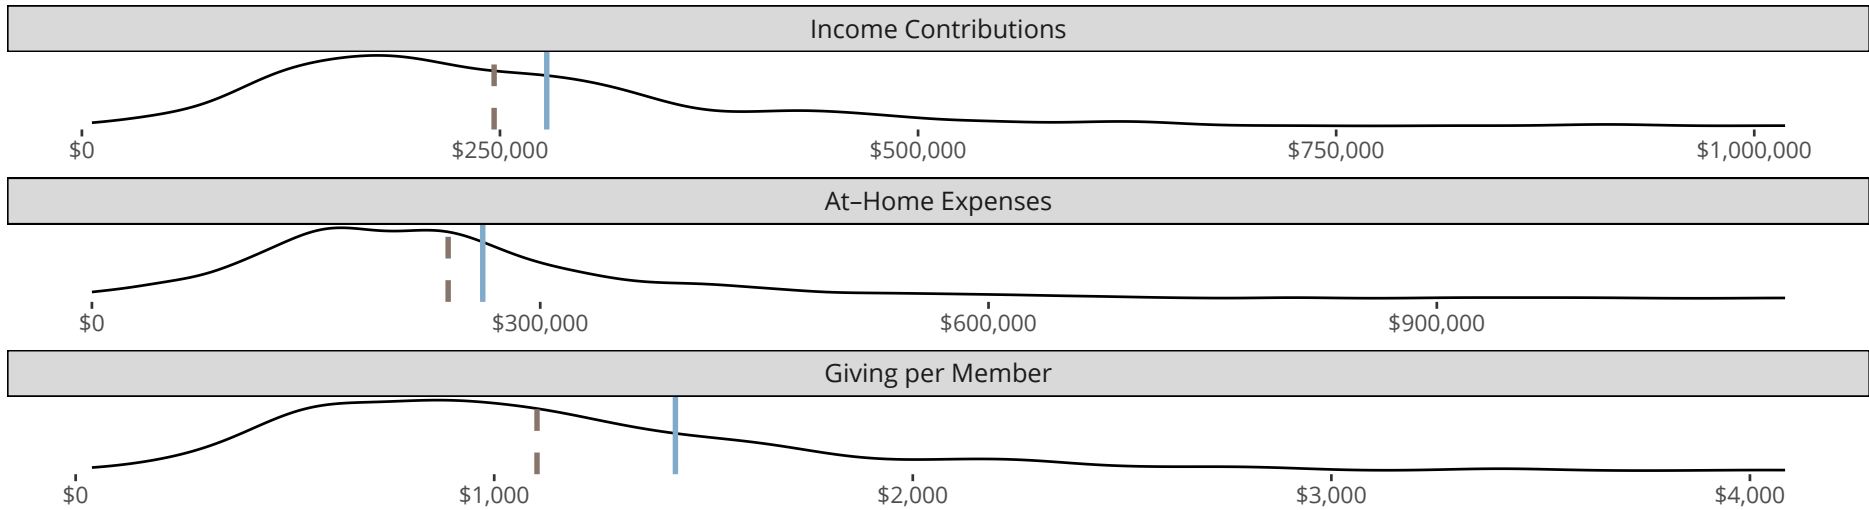 Income Contributions
$0 $250,000 $500,000 $750,000 $1,000,000
At–Home Expenses
$0 $300,000 $600,000 $900,000
Giving per Member
$0 $1,000 $2,000 $3,000 $4,000